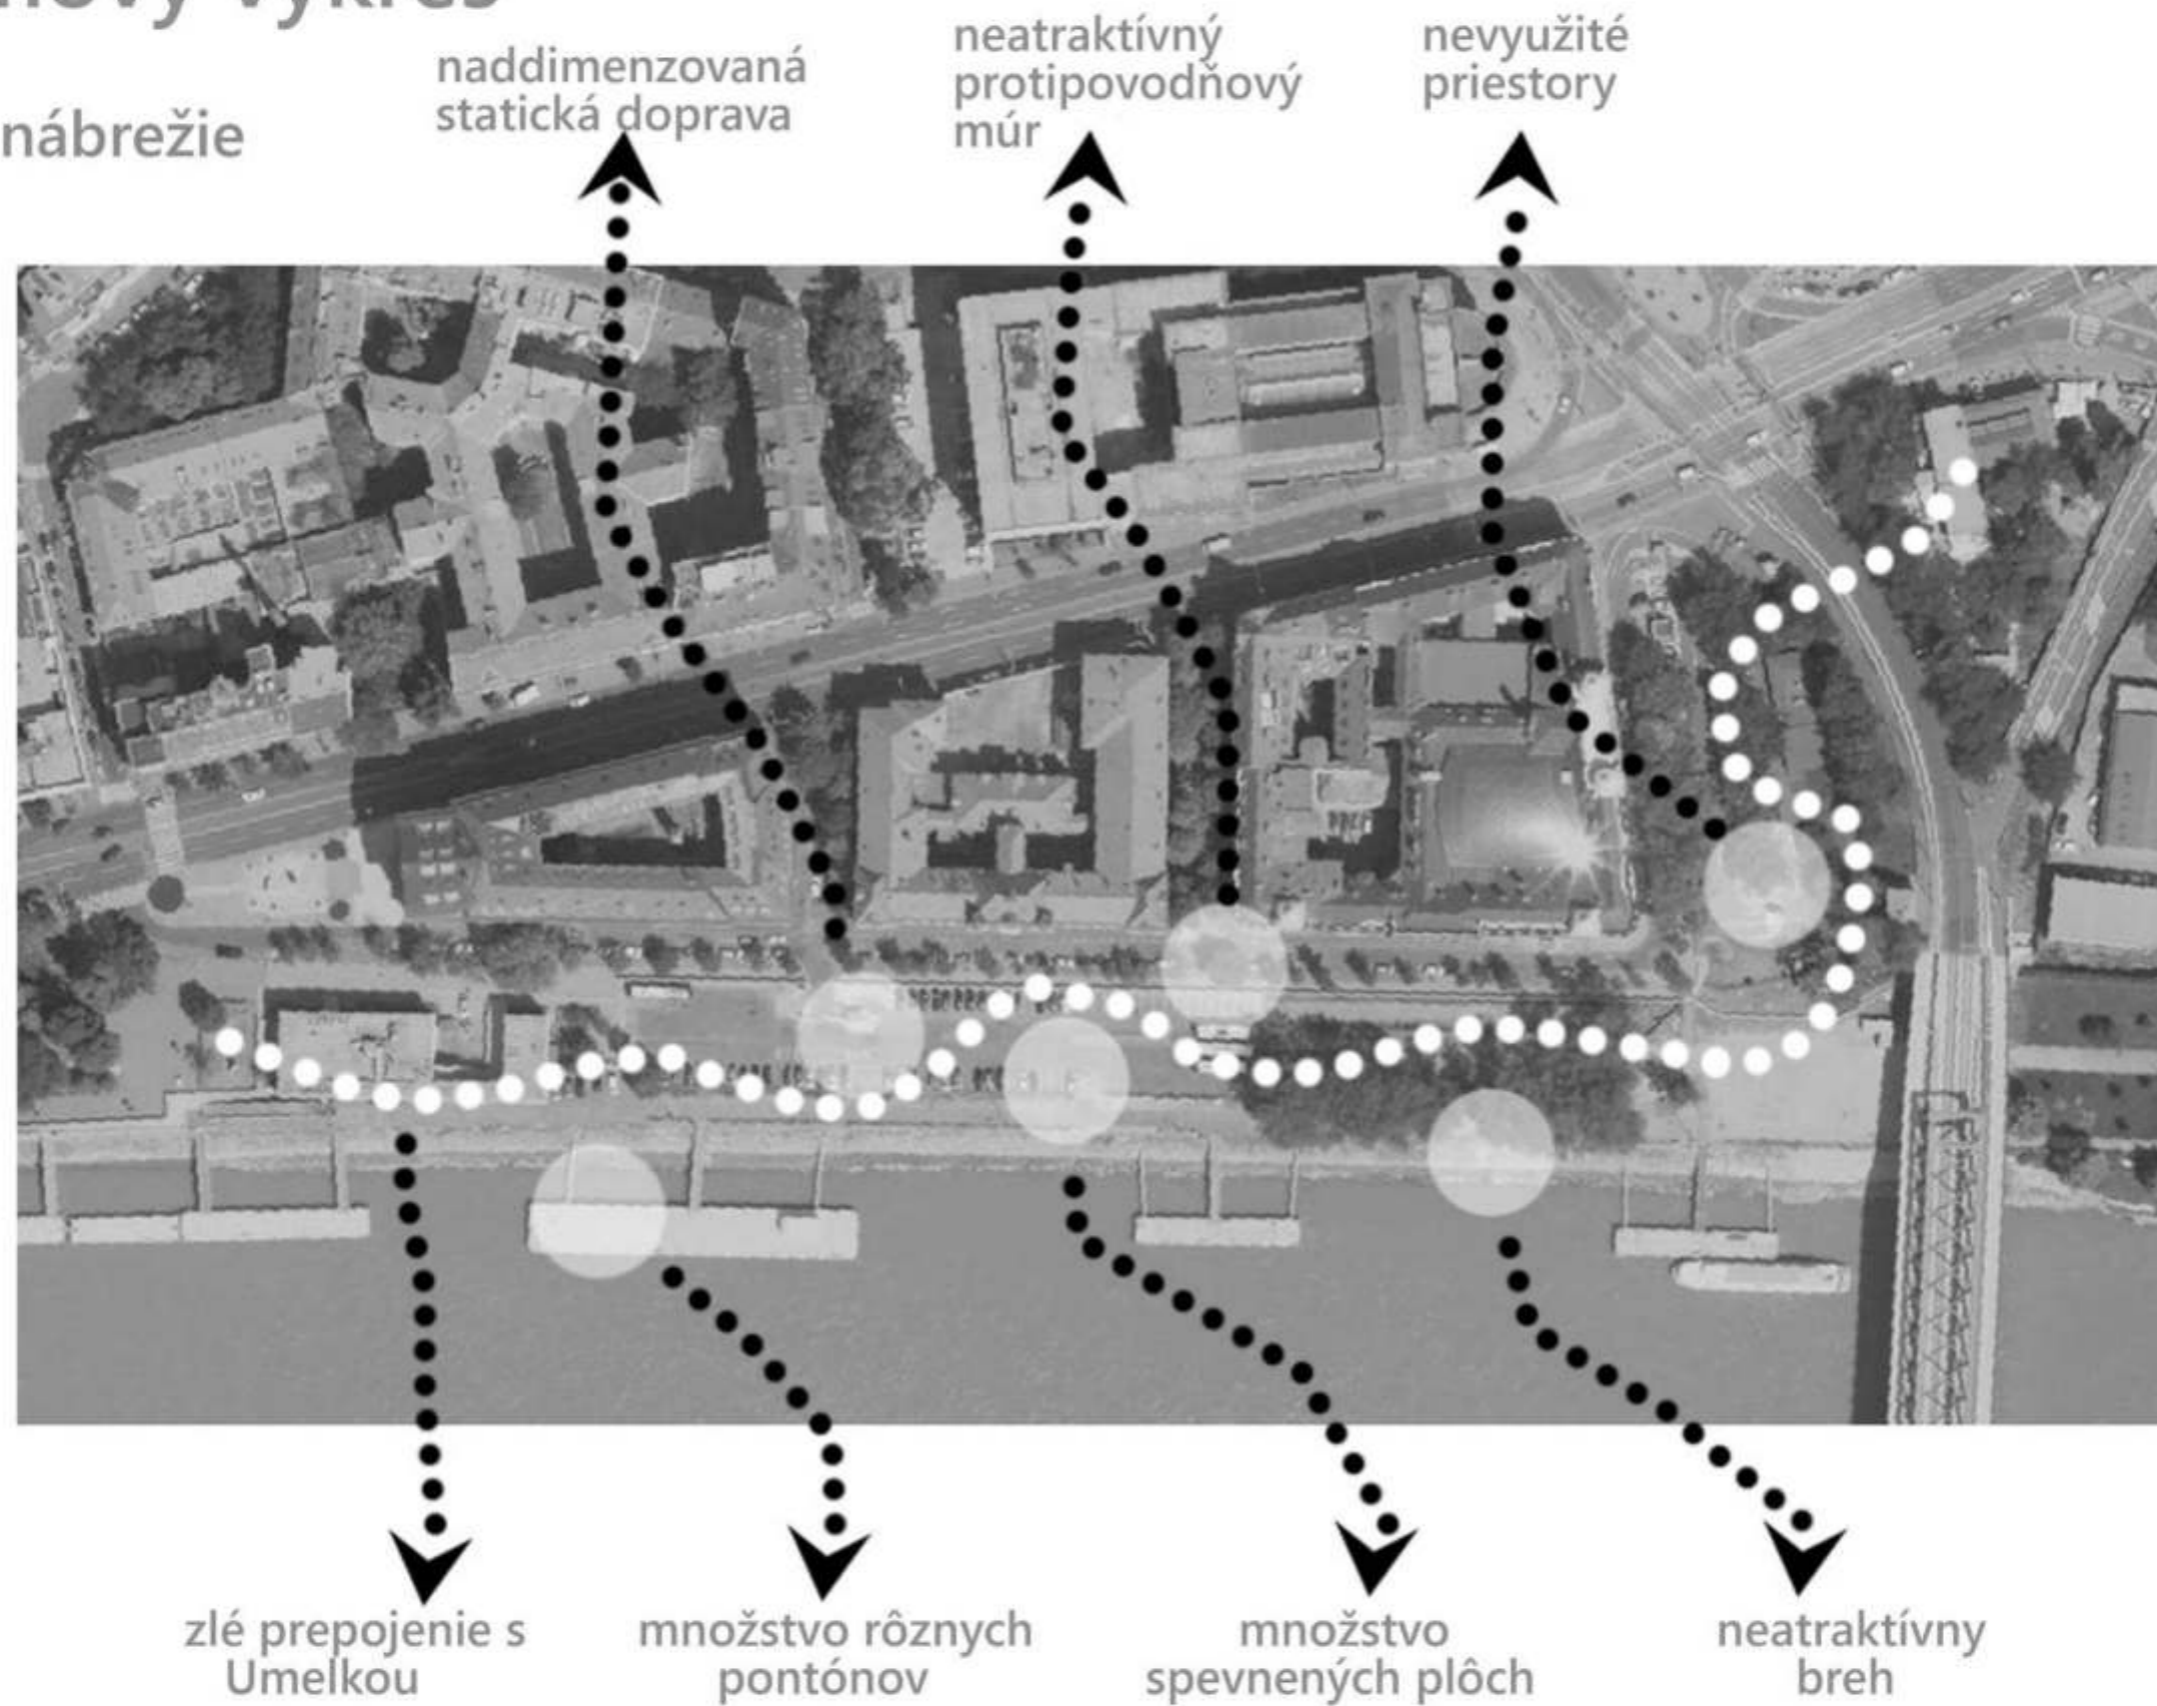 výkres
nábrežie
naddimenzovaná
statická doprava
neatraktívný
protipovodňový
múr
nevyužité
priestory
zlé prepojenie s
Umelkou
množstvo rôznych
pontónov
množstvo
spevnených plôch
neatraktívny
breh